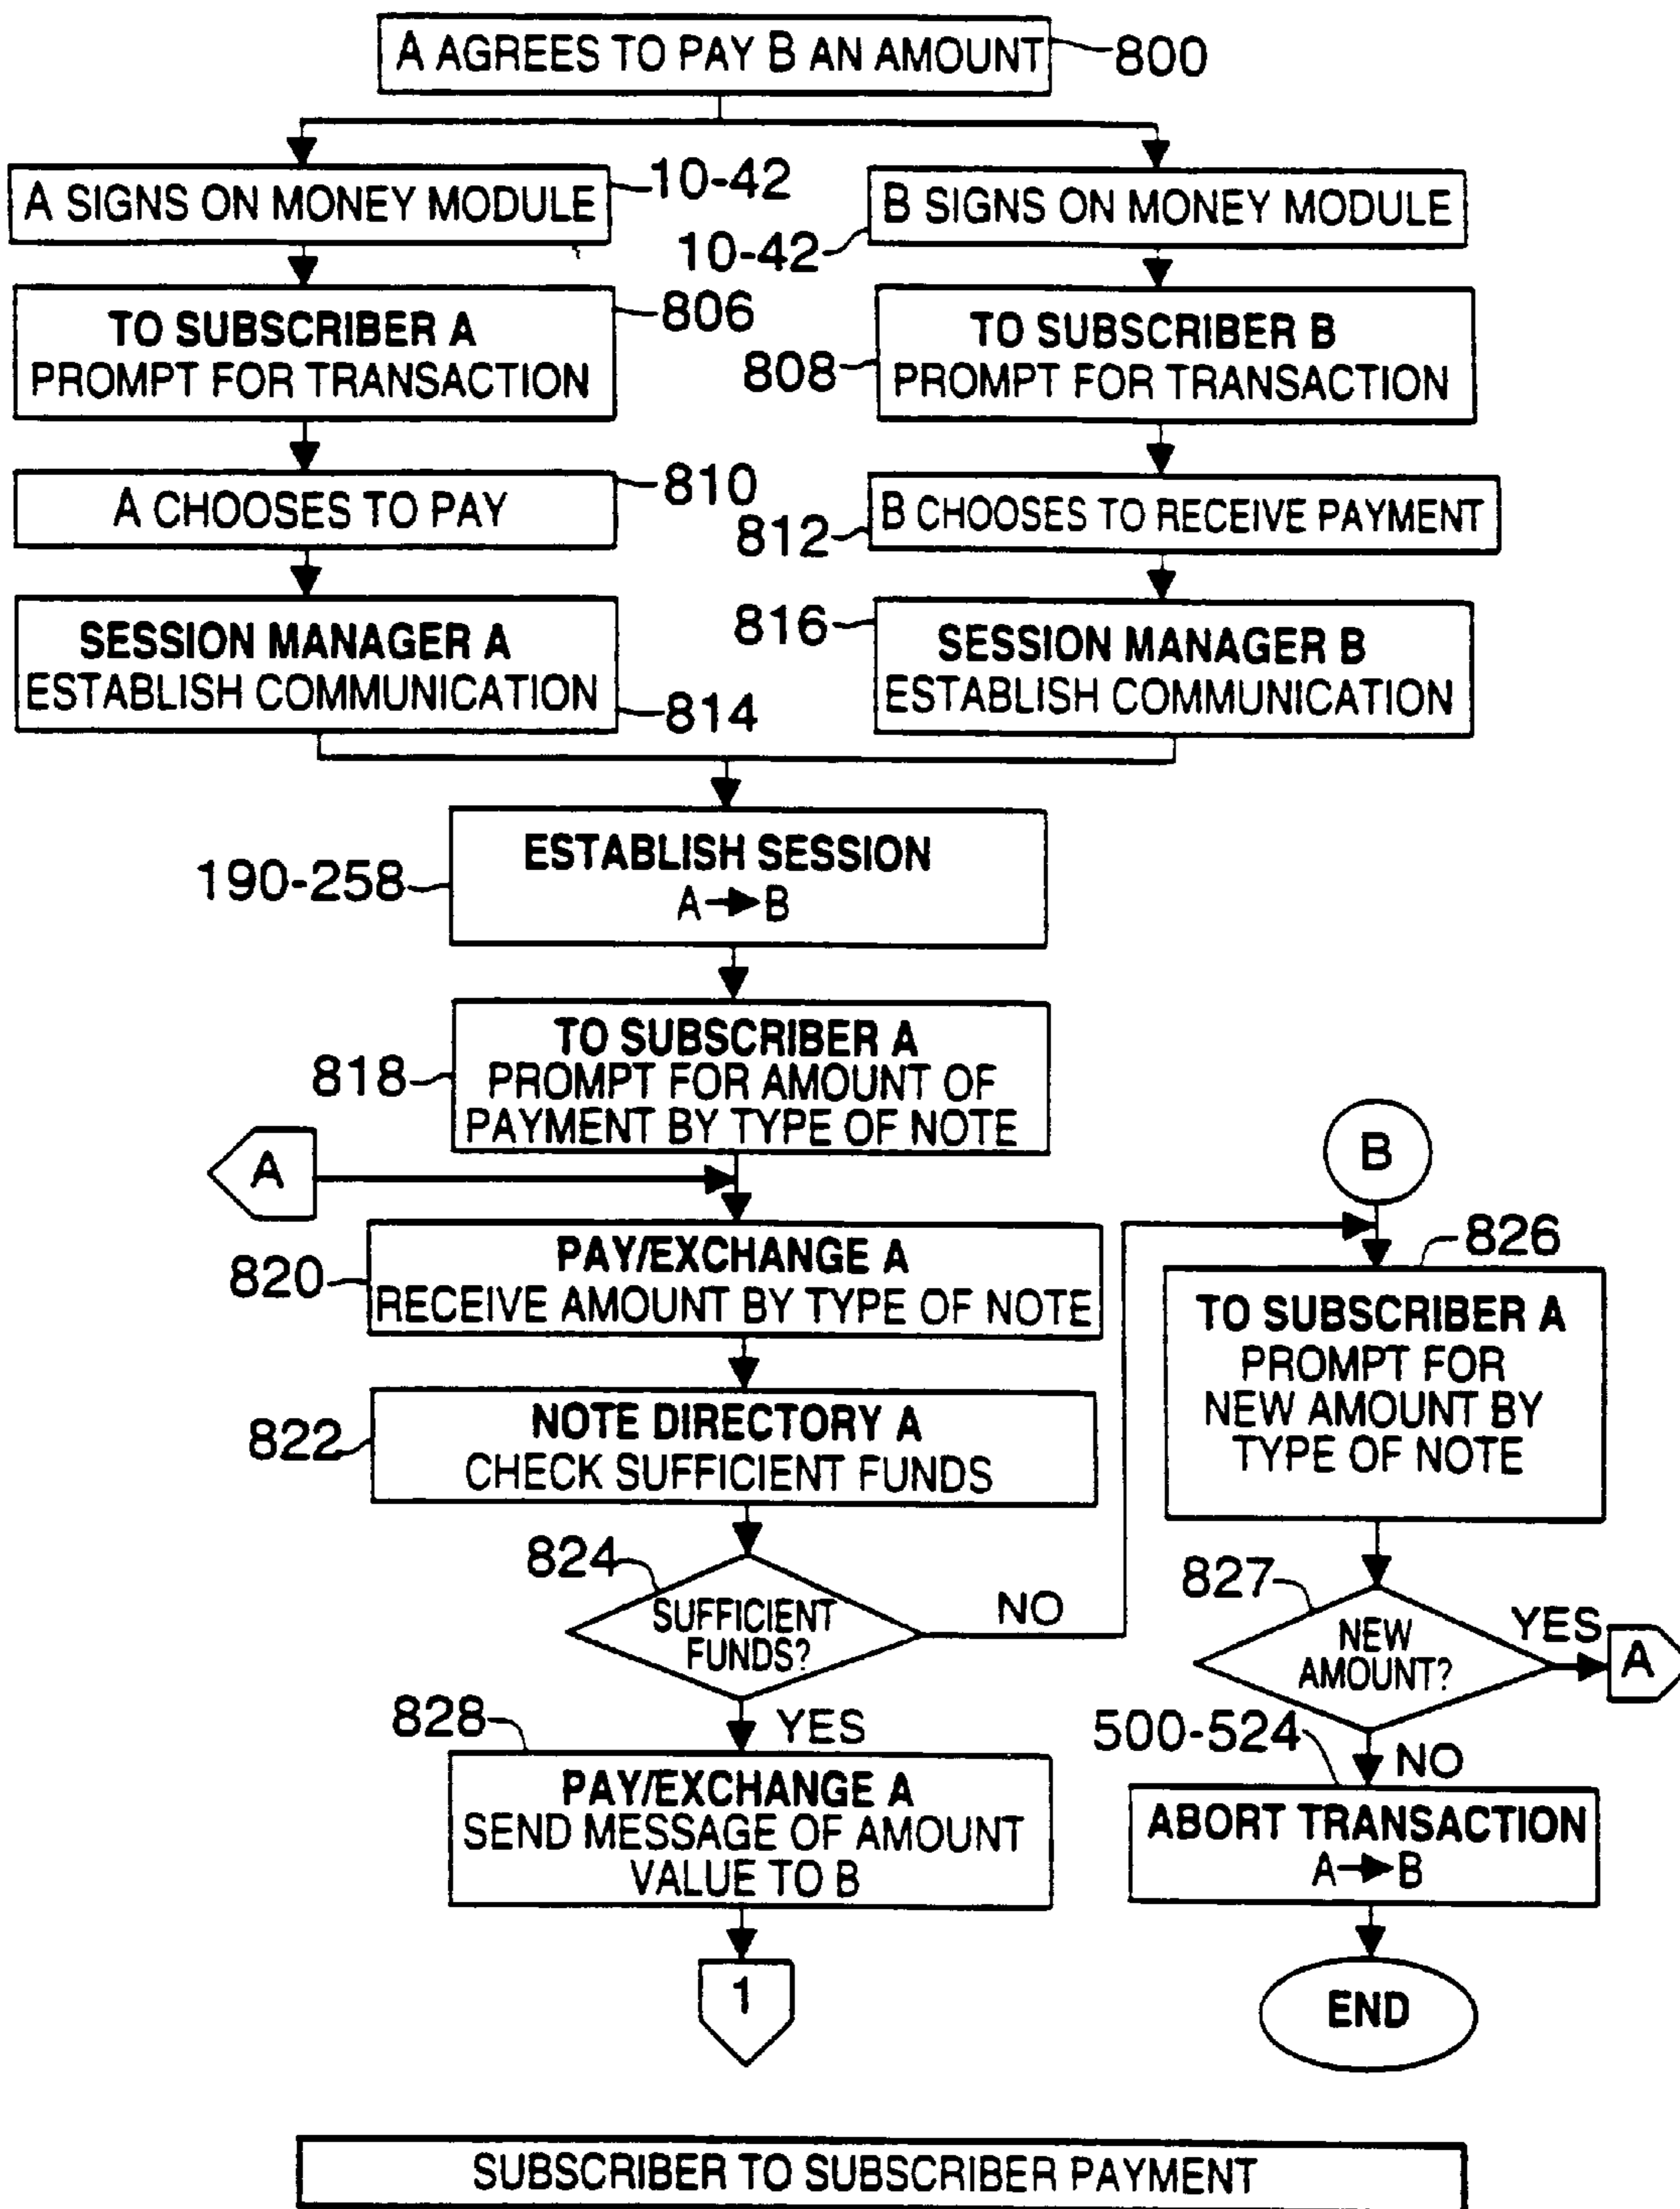 A AGREES TO PAY B AN AMOUNT
800
A SIGNS ON MONEY MODULE
10-42
B SIGNS ON MONEY MODULE
10-42
TO SUBSCRIBER A
PROMPT FOR TRANSACTION
806
TO SUBSCRIBER B
PROMPT FOR TRANSACTION
808
A CHOOSES TO PAY
810
B CHOOSES TO RECEIVE PAYMENT
812
SESSION MANAGER A
ESTABLISH COMMUNICATION
814
SESSION MANAGER B
ESTABLISH COMMUNICATION
816
ESTABLISH SESSION
A→B
190-258
TO SUBSCRIBER A
PROMPT FOR AMOUNT OF
PAYMENT BY TYPE OF NOTE
818
A
PAY/EXCHANGE A
RECEIVE AMOUNT BY TYPE OF NOTE
820
NOTE DIRECTORY A
CHECK SUFFICIENT FUNDS
822
SUFFICIENT
FUNDS?
824
NO
YES
PAY/EXCHANGE A
SEND MESSAGE OF AMOUNT
VALUE TO B
828
1
B
826
TO SUBSCRIBER A
PROMPT FOR
NEW AMOUNT BY
TYPE OF NOTE
827
NEW
AMOUNT?
YES
A
NO
500-524
ABORT TRANSACTION
A→B
END
SUBSCRIBER TO SUBSCRIBER PAYMENT